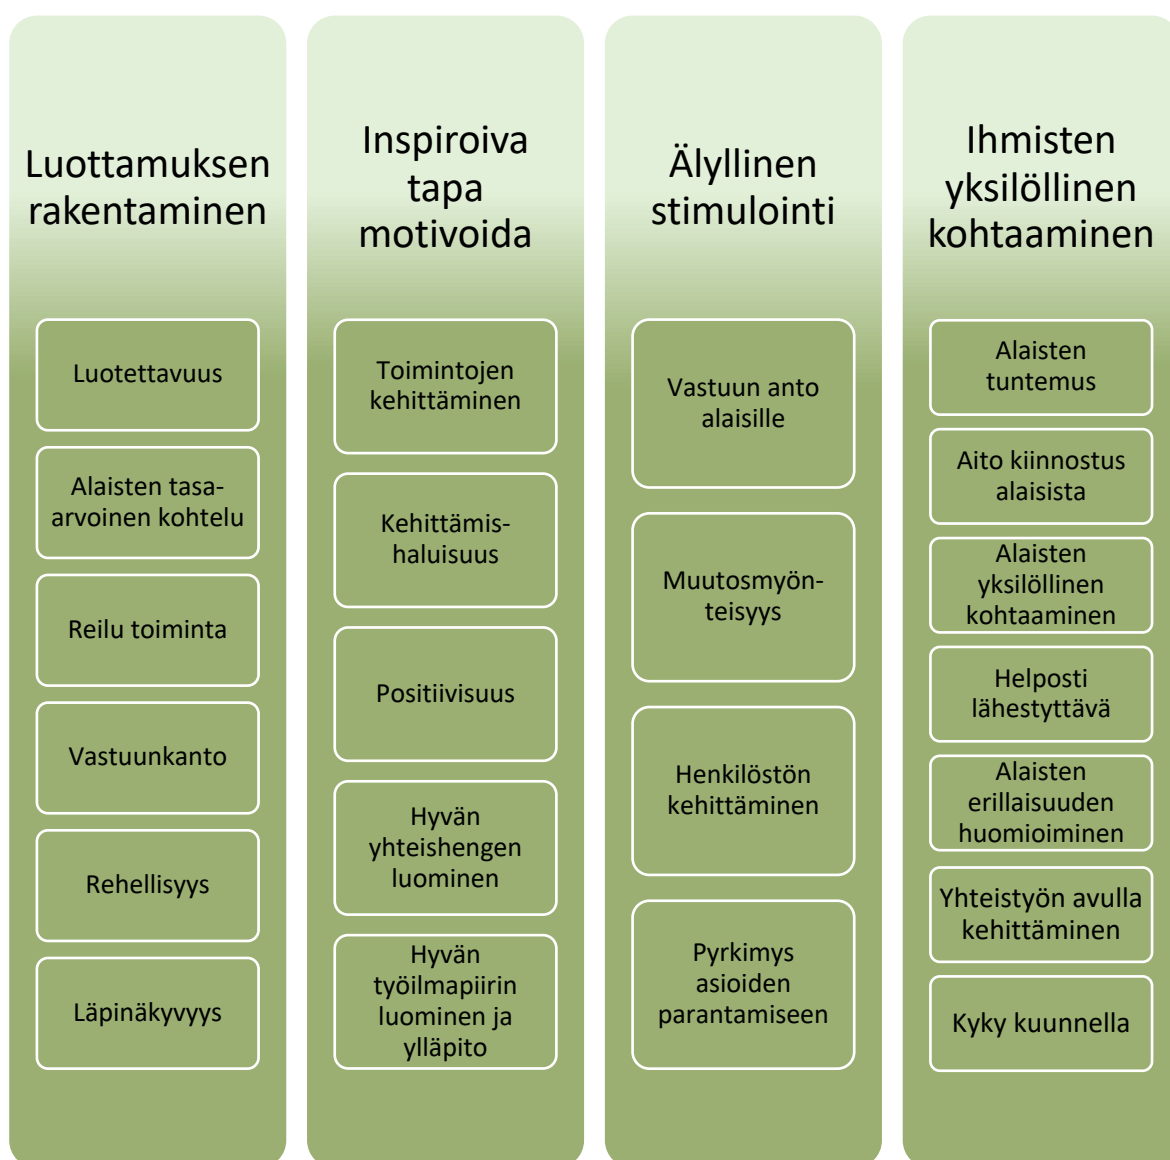 Luottamuksen
rakentaminen
Luotettavuus
Alaisten tasa-
arvoinen kohtelu
Reilu toiminta
Vastuunkanto
Rehellisyys
Läpinäkyvyys
Inspiroiva
tapa
motivoida
Toimintojen
kehittäminen
Kehittämis-
haluisuus
Positiivisuus
Hyvän
yhteishengen
luominen
Hyvän
työilmapiirin
luominen ja
ylläpito
Älyllinen
stimulointi
Vastuun anto
alaisille
Muutosmyön-
teisyys
Henkilöstön
kehittäminen
Pyrkimys
asioiden
parantamiseen
Ihmisten
yksilöllinen
kohtaaminen
Alaisten
tuntemus
Aito kiinnostus
alaisista
Alaisten
yksilöllinen
kohtaaminen
Helposti
lähestyttävä
Alaisten
erillaisuuden
huomioiminen
Yhteistyön avulla
kehittäminen
Kyky kuunnella